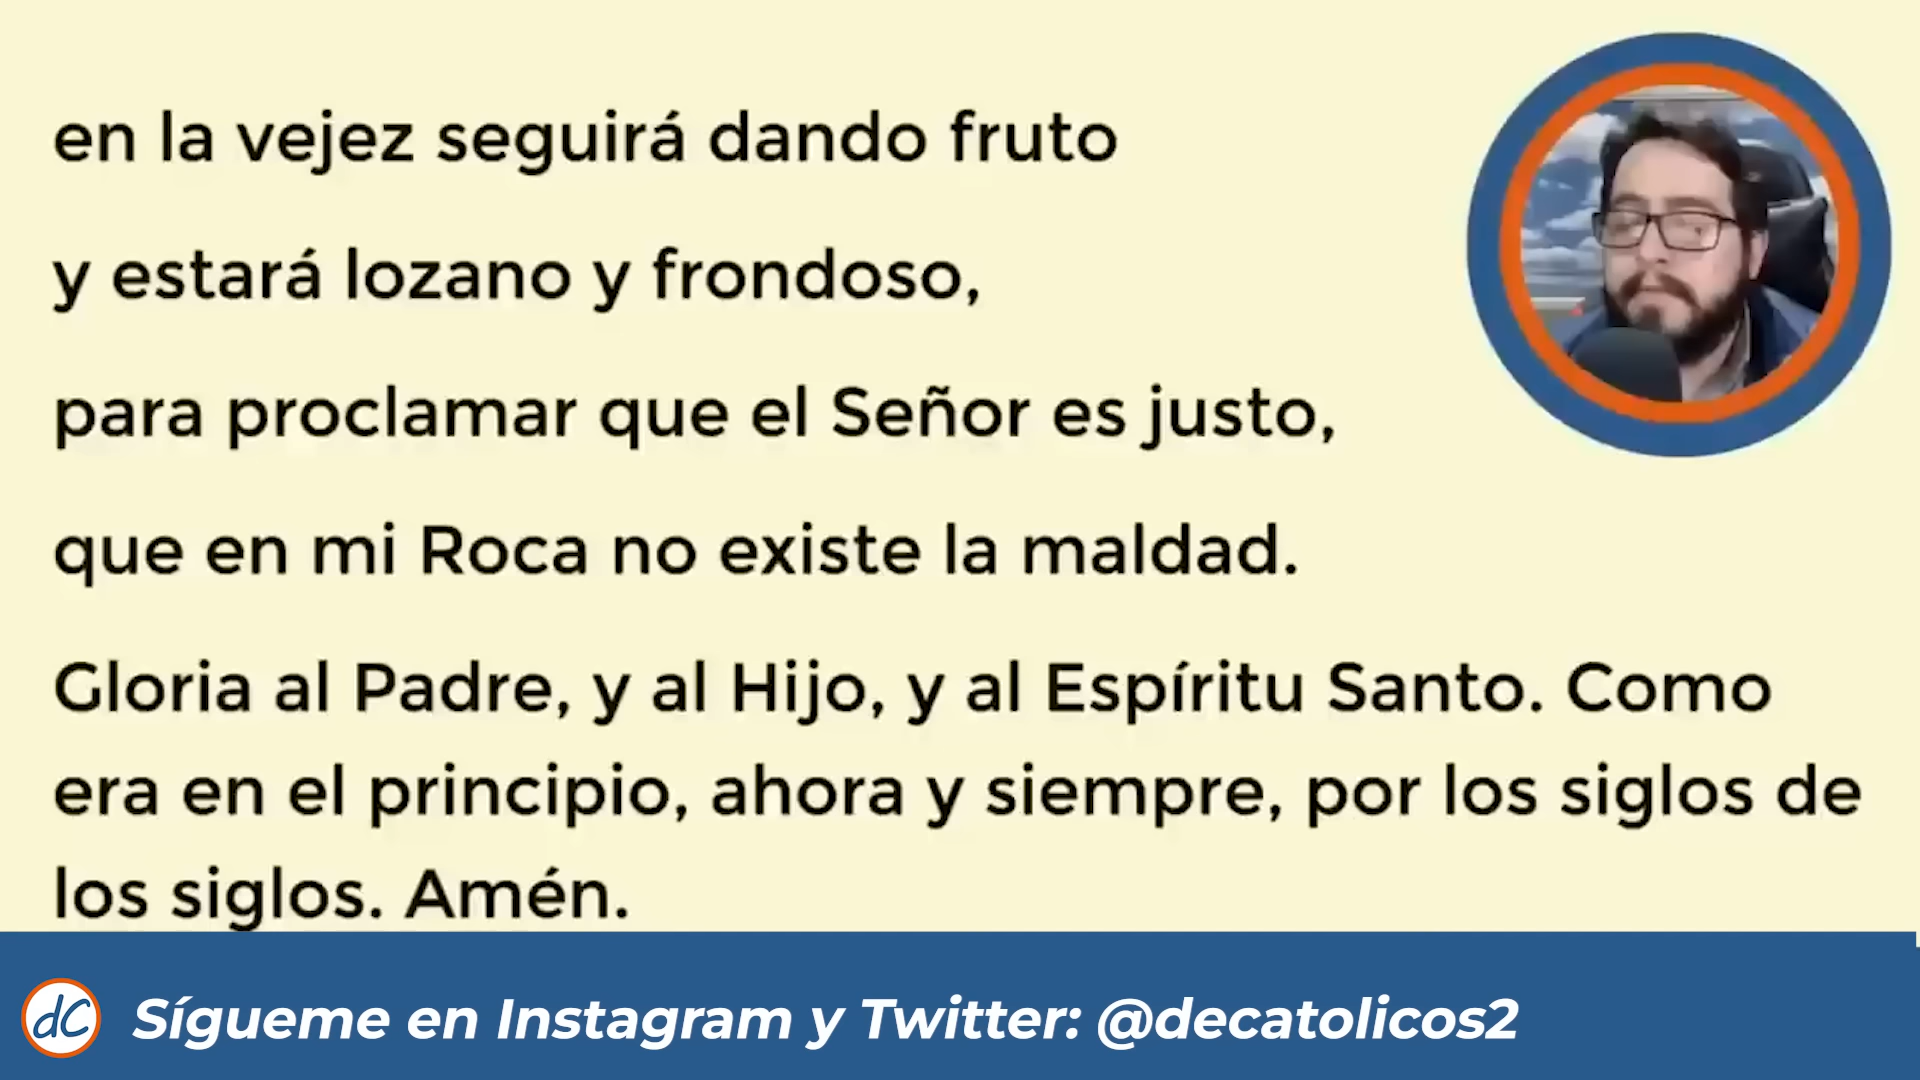 en la vejez seguirá dando fruto
y estará lozano y frondoso,
para proclamar que el Señor es justo,
que en mi Roca no existe la maldad.
Gloria al Padre, y al Hijo, y al Espíritu Santo. Como
era en el principio, ahora y siempre, por los siglos de
los siglos. Amén.
dC Sígueme en Instagram y Twitter: @decatolicos2